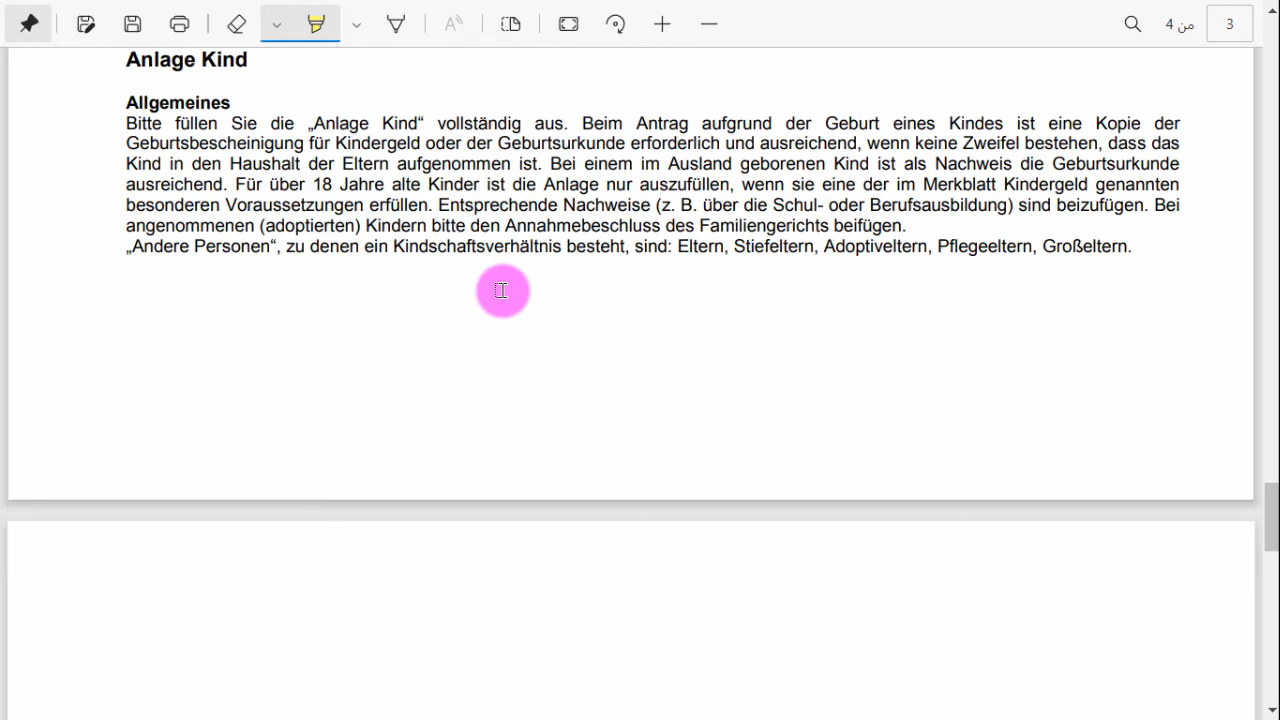 من 4
3
Anlage Kind
Allgemeines
Bitte füllen Sie die „Anlage Kind“ vollständig aus. Beim Antrag aufgrund der Geburt eines Kindes ist eine Kopie der
Geburtsbescheinigung für Kindergeld oder der Geburtsurkunde erforderlich und ausreichend, wenn keine Zweifel bestehen, dass das
Kind in den Haushalt der Eltern aufgenommen ist. Bei einem im Ausland geborenen Kind ist als Nachweis die Geburtsurkunde
ausreichend. Für über 18 Jahre alte Kinder ist die Anlage nur auszufüllen, wenn sie eine der im Merkblatt Kindergeld genannten
besonderen Voraussetzungen erfüllen. Entsprechende Nachweise (z. B. über die Schul- oder Berufsausbildung) sind beizufügen. Bei
angenommenen (adoptierten) Kindern bitte den Annahmebeschluss des Familiengerichts beifügen.
„Andere Personen“, zu denen ein Kindschaftsverhältnis besteht, sind: Eltern, Stiefeltern, Adoptiveltern, Pflegeeltern, Großeltern.